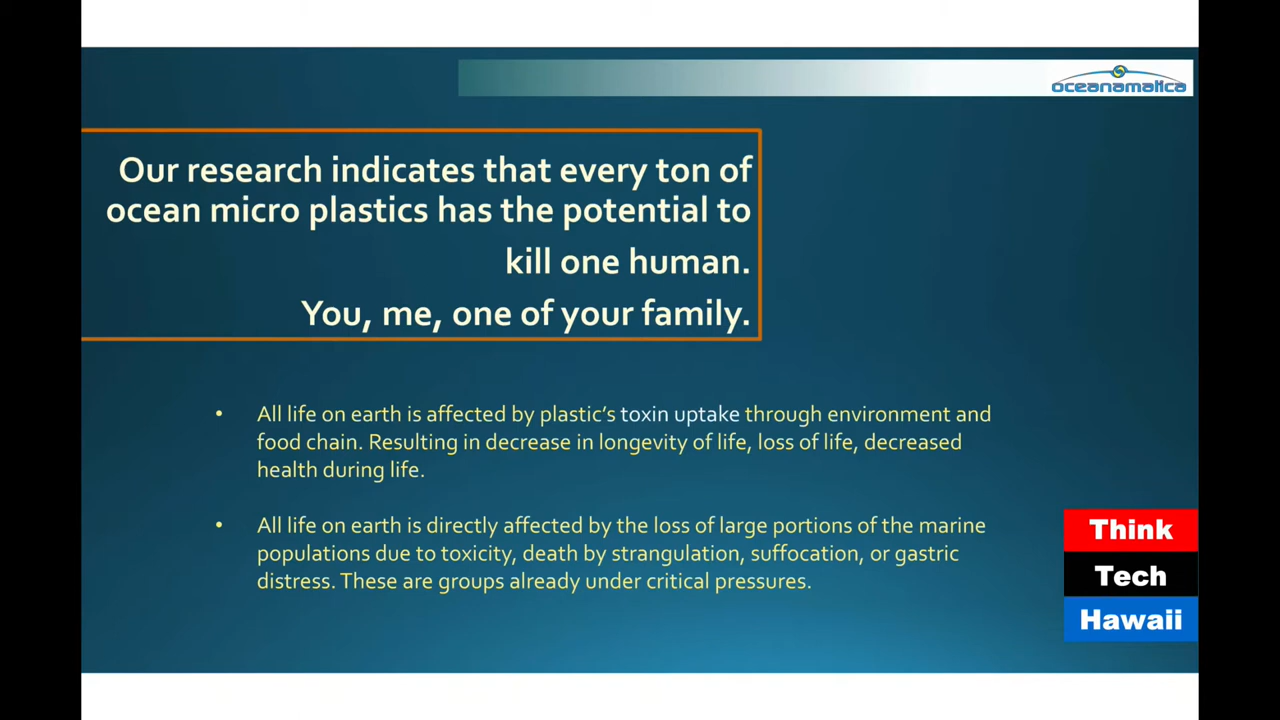 oceanamatica
Our research indicates that every ton of
ocean micro plastics has the potential to
kill one human.
You, me, one of your family.
• All life on earth is affected by plastic's toxin uptake through environment and
food chain. Resulting in decrease in longevity of life, loss of life, decreased
health during life.
• All life on earth is directly affected by the loss of large portions of the marine
populations due to toxicity, death by strangulation, suffocation, or gastric
distress. These are groups already under critical pressures.
Think
Tech
Hawaii